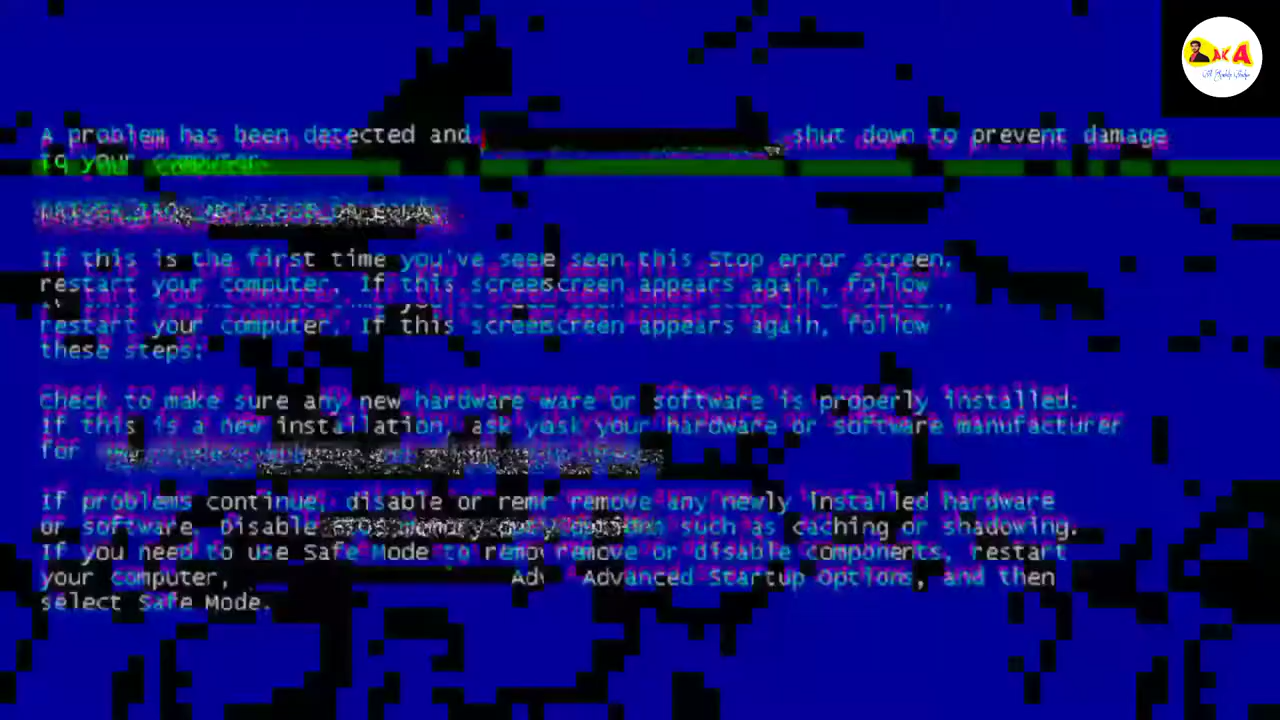 AKA
A problem has been detected and shut down to prevent damage
to your computer
If this is the first time you've seee seen this Stop error screen,
restart your computer, If this screenscreen appears again, follow
restart your computer, If this screenscreen appears again, follow
these steps:
Check to make sure any new hardware ware or software is properly installed.
If this is a new installation, ask yask your hardware or software manufacturer
for
If problems continue, disable or remr remove any newly installed hardware
or software. Disable such as caching or shadowing.
If you need to use Safe Mode to remov remove or disable components, restart
your computer, Adv Advanced Startup Options, and then
select Safe Mode.